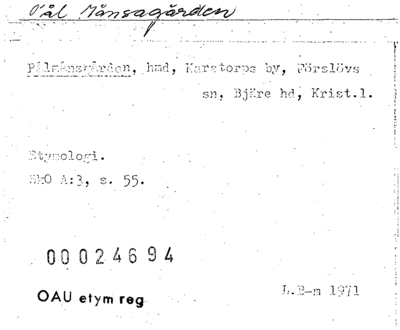 Pål Månsagården
Pålmånsgården, hmd, Karstorps by, Förslövs
sn, Bjäre hd, Krist.l.
Etymologi.
SkO A:3, s. 55.
00024694
OAU etym reg
L.E-m 1971